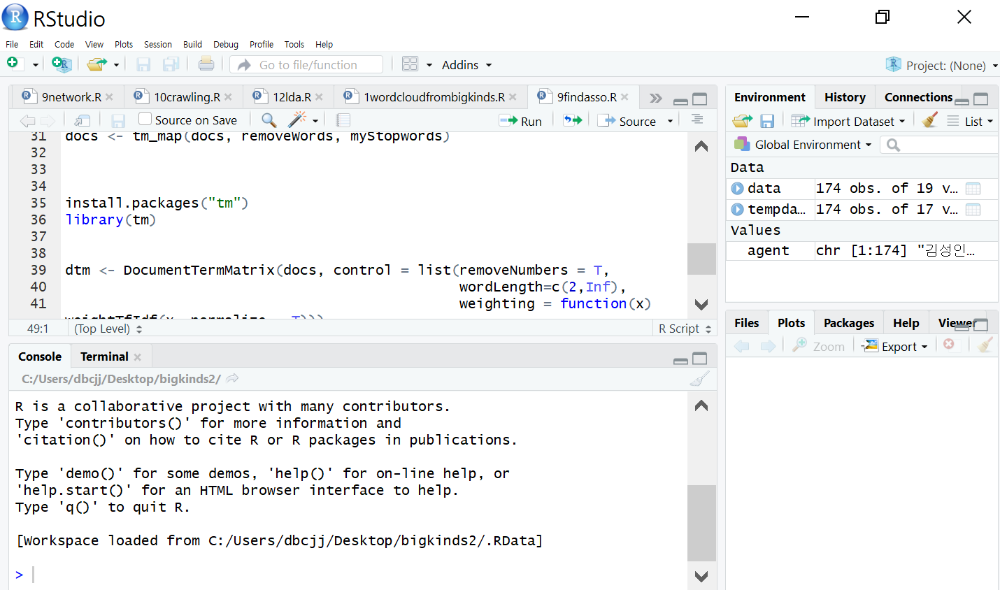 RStudio
File Edit Code View Plots Session Build Debug Profile Tools Help
Go to file/function Addins Project: (None)
9network.R 10crawling.R 12lda.R 1wordcloudfrombigkinds.R 9findasso.R
Source on Save Run Source
31 docs <- tm_map(docs, removeWords, myStopwords)
32
33
34
35 install.packages("tm")
36 library(tm)
37
38
39 dtm <- DocumentTermMatrix(docs, control = list(removeNumbers = T,
40 wordLength=c(2,Inf),
41 weighting = function(x)
weightTfIdf(x, normalize = T)))
49:1 (Top Level) R Script
Console Terminal
C:/Users/dbcjj/Desktop/bigkinds2/
R is a collaborative project with many contributors.
Type 'contributors()' for more information and
'citation()' on how to cite R or R packages in publications.
Type 'demo()' for some demos, 'help()' for on-line help, or
'help.start()' for an HTML browser interface to help.
Type 'q()' to quit R.
[Workspace loaded from C:/Users/dbcjj/Desktop/bigkinds2/.RData]
>
Environment History Connections
Import Dataset List
Global Environment
Data
data 174 obs. of 19 v…
tempda… 174 obs. of 17 v…
Values
agent chr [1:174] "김성인…
Files Plots Packages Help Viewer
Zoom Export